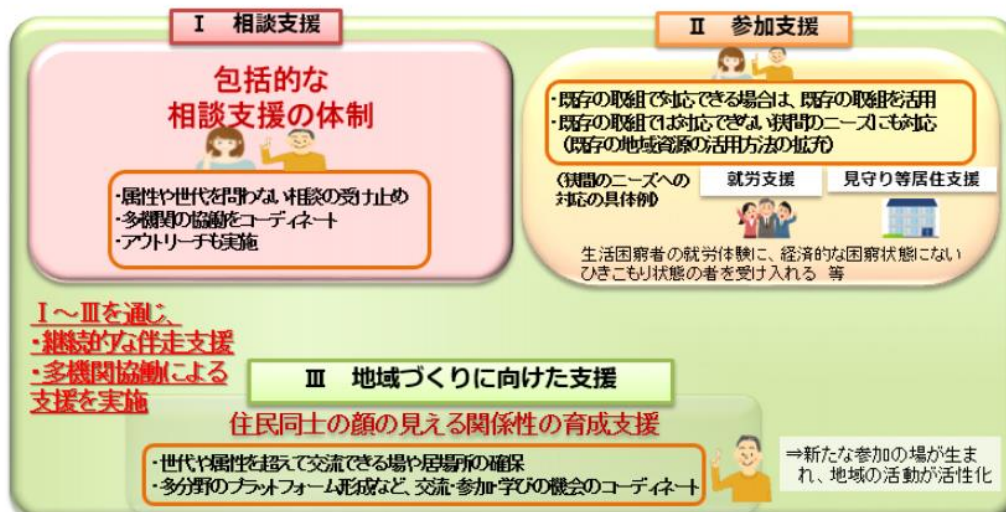 Ⅰ 相談支援
包括的な
相談支援の体制
・属性や世代を問わない相談の受け止め
・多機関の協働をコーディネート
・アウトリーチも実施
Ⅱ 参加支援
・既存の取組で対応できる場合は、既存の取組を活用
・既存の取組では対応できない狭間のニーズにも対応
（既存の地域資源の活用方法の拡充）
（狭間のニーズへの
対応の具体例）
就労支援
見守り等居住支援
生活困窮者の就労体験に、経済的な困窮状態にない
ひきこもり状態の者を受け入れる 等
Ⅰ～Ⅲを通じ、
・継続的な伴走支援
・多機関協働による
支援を実施
Ⅲ 地域づくりに向けた支援
住民同士の顔の見える関係性の育成支援
・世代や属性を超えて交流できる場や居場所の確保
・多分野のプラットフォーム形成など、交流・参加・学びの機会のコーディネート
⇒新たな参加の場が生ま
れ、地域の活動が活性化